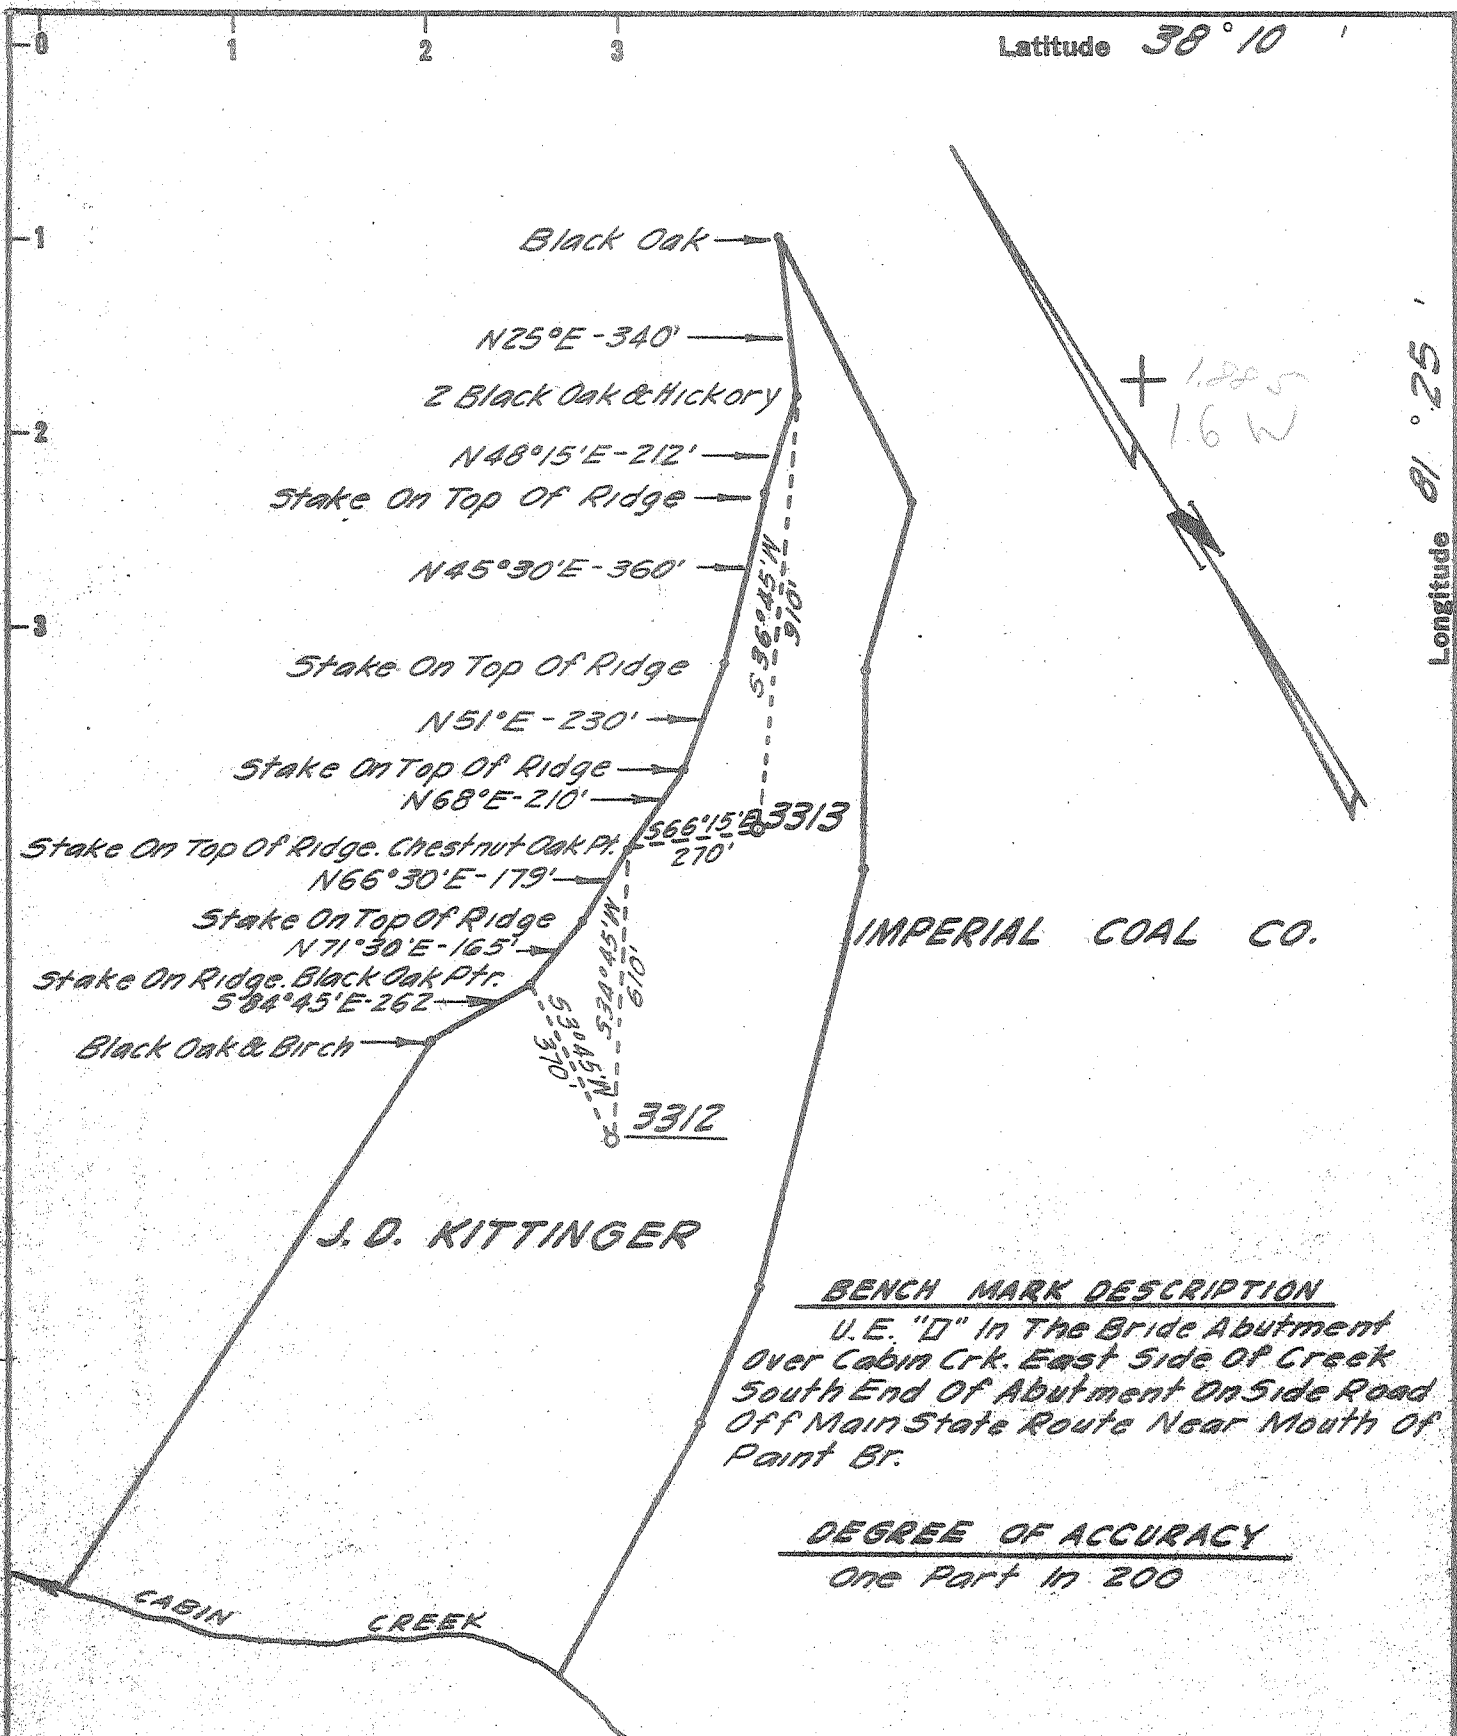 0 1 2 3 Latitude 38°10'
1
2
3
Longitude 81°25'
+ 1.88 S
1.6 W
Black Oak
N25°E-340'
2 Black Oak & Hickory
N48°15'E-212'
Stake On Top Of Ridge
N45°30'E-360'
S36°45'W
910'
Stake On Top Of Ridge
N51°E-230'
Stake On Top Of Ridge
N68°E-210'
S66°15'E 3313
270'
Stake On Top Of Ridge. Chestnut Oak Pt.
N66°30'E-179'
Stake On Top Of Ridge
N71°30'E-165'
Stake On Ridge. Black Oak Ptr.
S84°45'E-262
Black Oak & Birch
S34°45'W
610'
S3°45'W
370'
3312
IMPERIAL COAL CO.
J. D. KITTINGER
BENCH MARK DESCRIPTION
U.E. "D" In The Bride Abutment
Over Cabin Crk. East Side Of Creek
South End Of Abutment On Side Road
Off Main State Route Near Mouth Of
Paint Br.
DEGREE OF ACCURACY
One Part In 200
CABIN CREEK